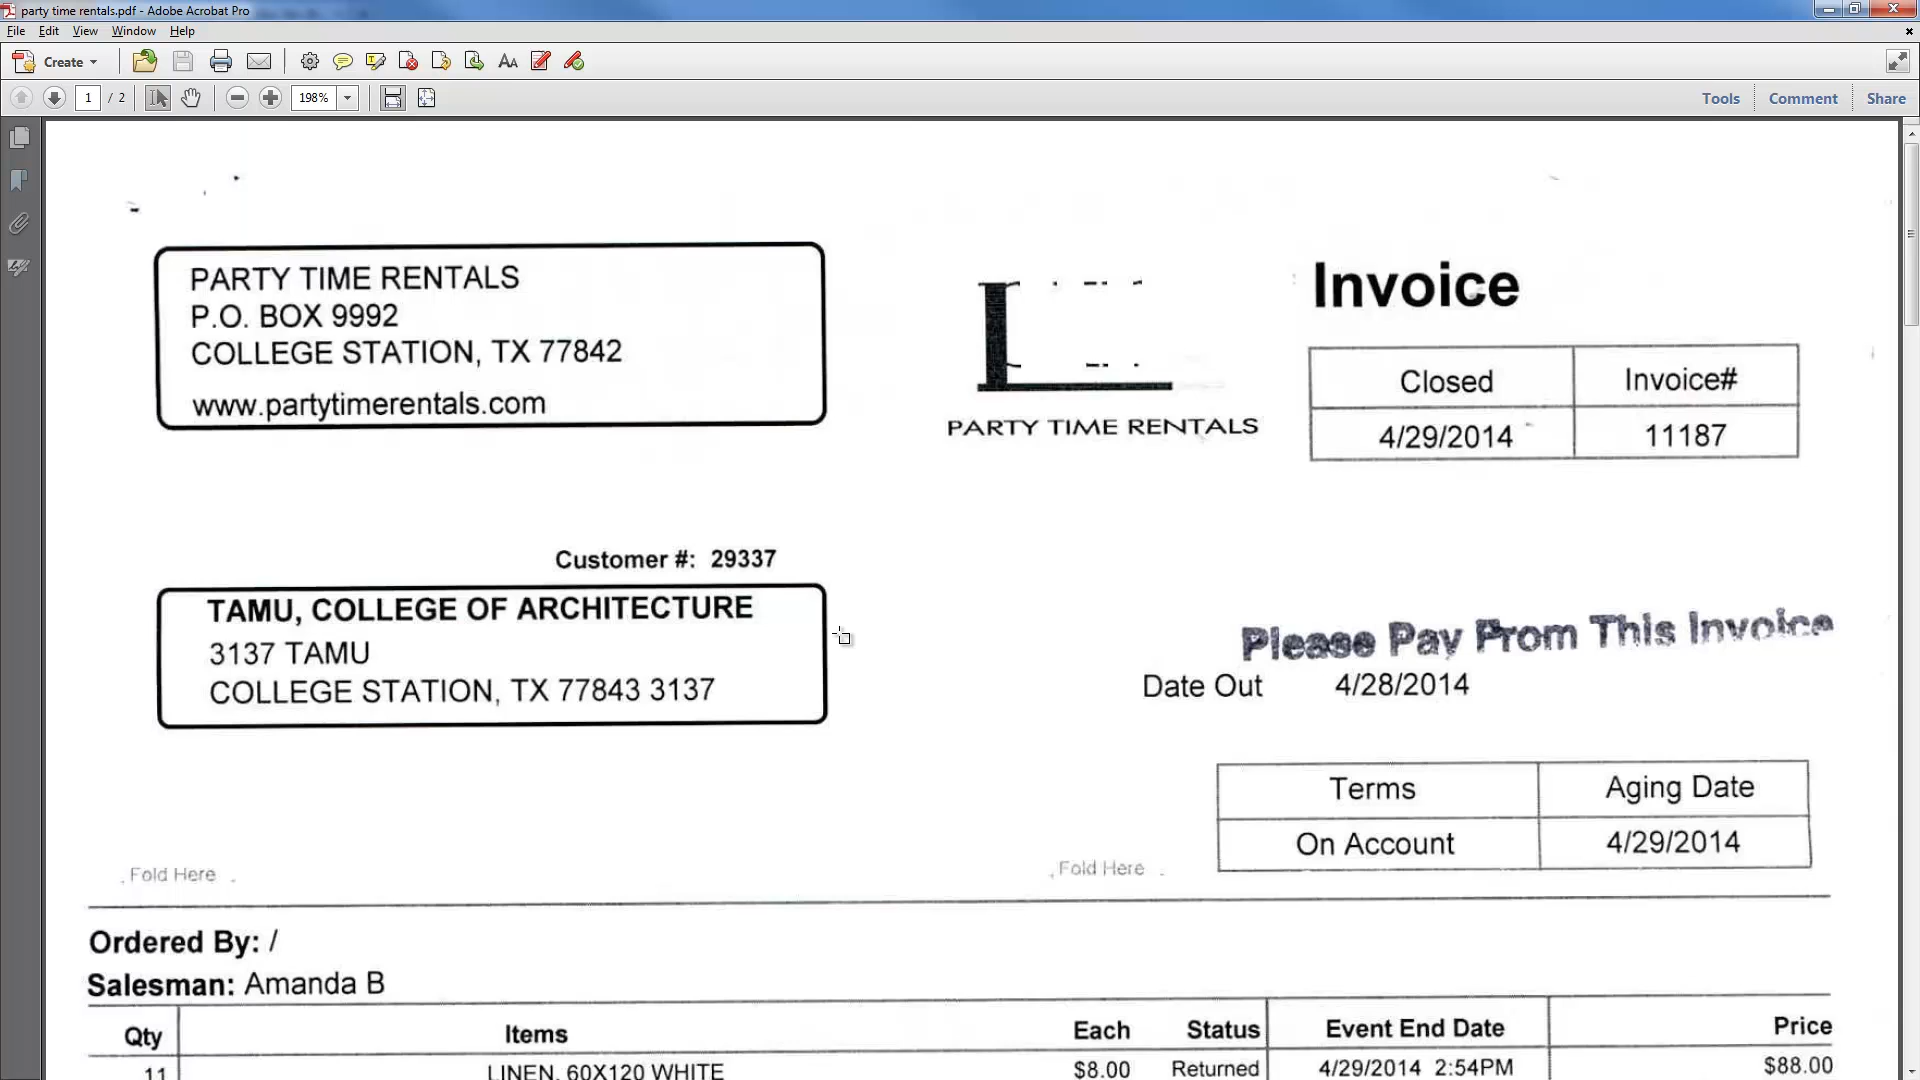 party time rentals.pdf - Adobe Acrobat Pro
File Edit View Window Help
Create
1 / 2 198% Tools Comment Share
PARTY TIME RENTALS
P.O. BOX 9992
COLLEGE STATION, TX 77842
www.partytimerentals.com
PARTY TIME RENTALS
Invoice
Closed Invoice#
4/29/2014 11187
Customer #: 29337
TAMU, COLLEGE OF ARCHITECTURE
3137 TAMU
COLLEGE STATION, TX 77843 3137
Please Pay From This Invoice
Date Out 4/28/2014
Terms Aging Date
On Account 4/29/2014
Fold Here Fold Here
Ordered By: /
Salesman: Amanda B
Qty Items Each Status Event End Date Price
11 LINEN, 60X120 WHITE $8.00 Returned 4/29/2014 2:54PM $88.00